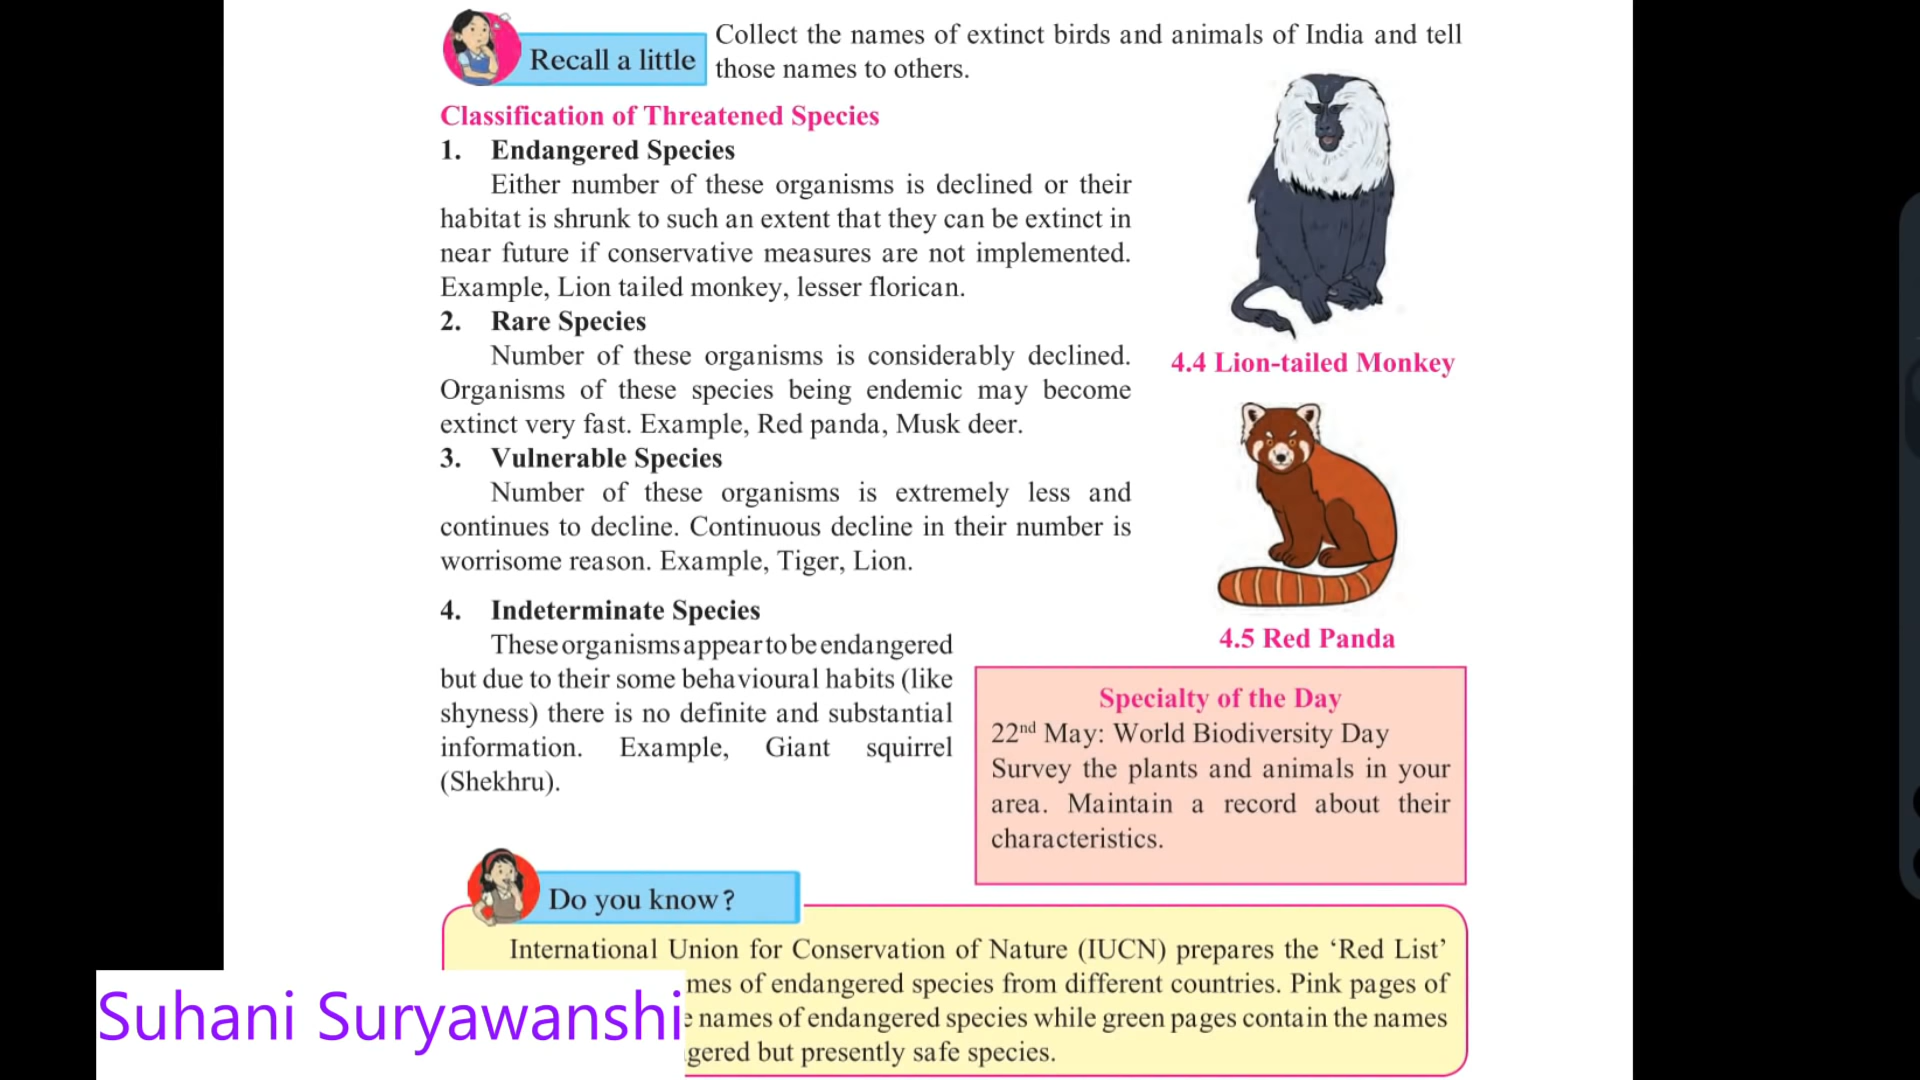 Recall a little
Collect the names of extinct birds and animals of India and tell
those names to others.
Classification of Threatened Species
1. Endangered Species
Either number of these organisms is declined or their
habitat is shrunk to such an extent that they can be extinct in
near future if conservative measures are not implemented.
Example, Lion tailed monkey, lesser florican.
2. Rare Species
Number of these organisms is considerably declined.
Organisms of these species being endemic may become
extinct very fast. Example, Red panda, Musk deer.
3. Vulnerable Species
Number of these organisms is extremely less and
continues to decline. Continuous decline in their number is
worrisome reason. Example, Tiger, Lion.
4. Indeterminate Species
These organisms appear to be endangered
but due to their some behavioural habits (like
shyness) there is no definite and substantial
information. Example, Giant squirrel
(Shekhru).
4.4 Lion-tailed Monkey
4.5 Red Panda
Specialty of the Day
22nd May: World Biodiversity Day
Survey the plants and animals in your
area. Maintain a record about their
characteristics.
Do you know?
International Union for Conservation of Nature (IUCN) prepares the ‘Red List’
of endangered species from different countries. Pink pages of
names of endangered species while green pages contain the names
but presently safe species.
Suhani Suryawanshi